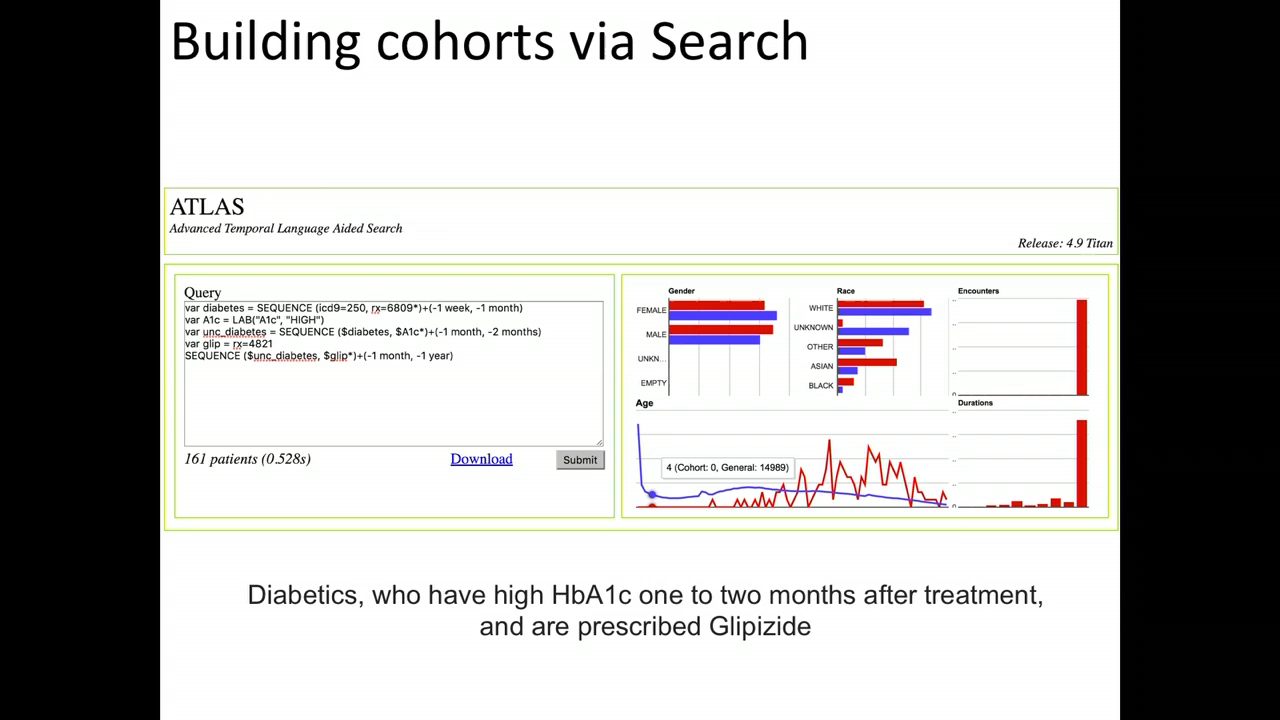 Building cohorts via Search
ATLAS
Advanced Temporal Language Aided Search
Release: 4.9 Titan
Query
var diabetes = SEQUENCE (icd9=250, rx=6809*)+(-1 week, -1 month)
var A1c = LAB("A1c", "HIGH")
var unc_diabetes = SEQUENCE ($diabetes, $A1c*)+(-1 month, -2 months)
var glip = rx=4821
SEQUENCE ($unc_diabetes, $glip*)+(-1 month, -1 year)
161 patients (0.528s)
Download
Submit
Gender
FEMALE
MALE
UNKN...
EMPTY
Race
WHITE
UNKNOWN
OTHER
ASIAN
BLACK
Encounters
Age
4 (Cohort: 0, General: 14989)
Durations
Diabetics, who have high HbA1c one to two months after treatment,
and are prescribed Glipizide